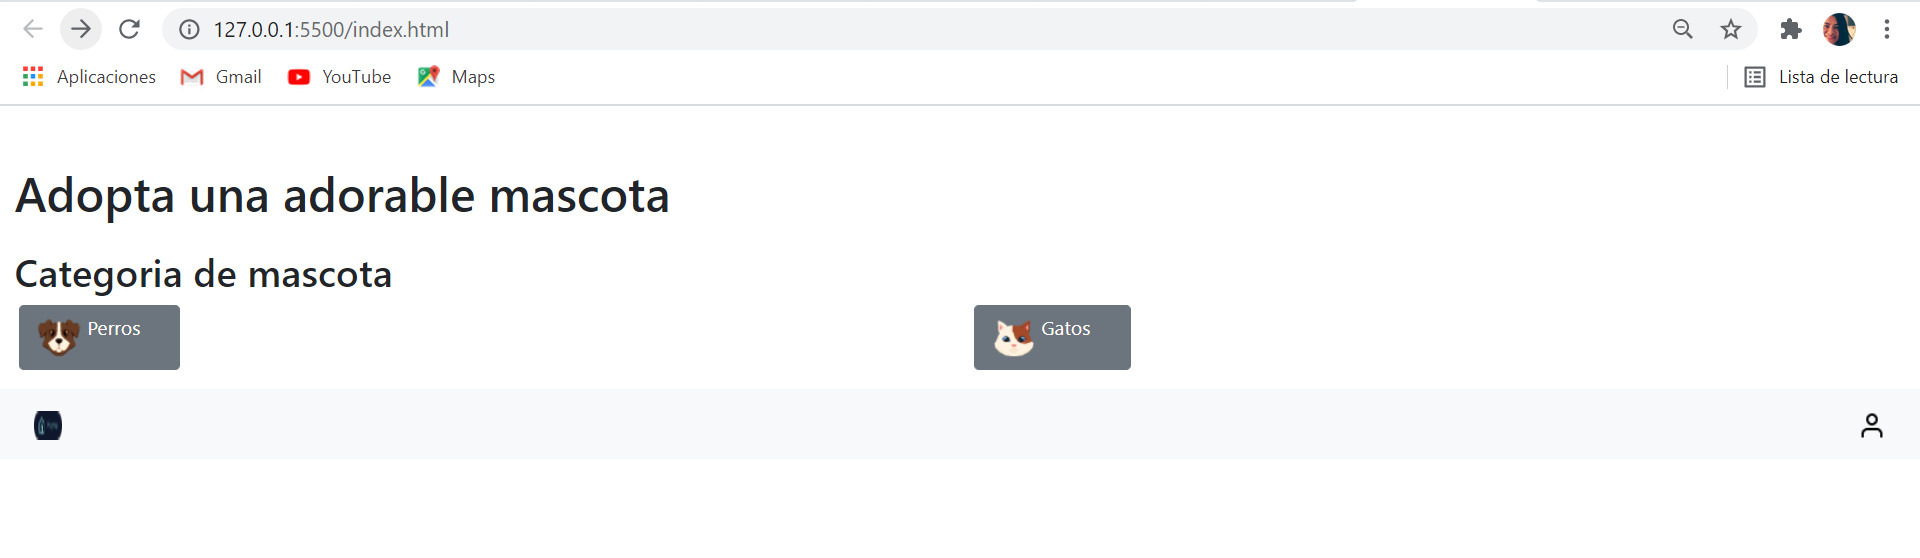 127.0.0.1:5500/index.html
Aplicaciones Gmail YouTube Maps Lista de lectura
Adopta una adorable mascota
Categoria de mascota
Perros Gatos